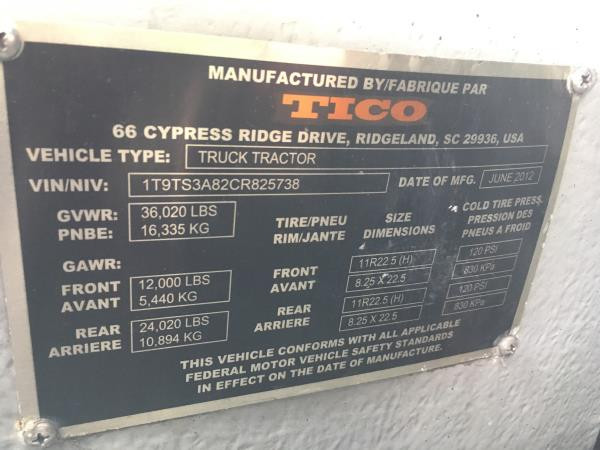 MANUFACTURED BY/FABRIQUE PAR
TICO
66 CYPRESS RIDGE DRIVE, RIDGELAND, SC 29936, USA
VEHICLE TYPE: TRUCK TRACTOR
VIN/NIV: 1T9TS3A82CR825738 DATE OF MFG. JUNE 2012
GVWR: 36,020 LBS
PNBE: 16,335 KG
TIRE/PNEU
RIM/JANTE
SIZE
DIMENSIONS
COLD TIRE PRESS.
PRESSION DES
PNEUS A FROID
GAWR:
FRONT 12,000 LBS
AVANT 5,440 KG
FRONT 11R22.5 (H) 120 PSI
AVANT 8.25 X 22.5 830 KPa
REAR 24,020 LBS
ARRIERE 10,894 KG
REAR 11R22.5 (H) 120 PSI
ARRIERE 8.25 X 22.5 830 KPa
THIS VEHICLE CONFORMS WITH ALL APPLICABLE
FEDERAL MOTOR VEHICLE SAFETY STANDARDS
IN EFFECT ON THE DATE OF MANUFACTURE.